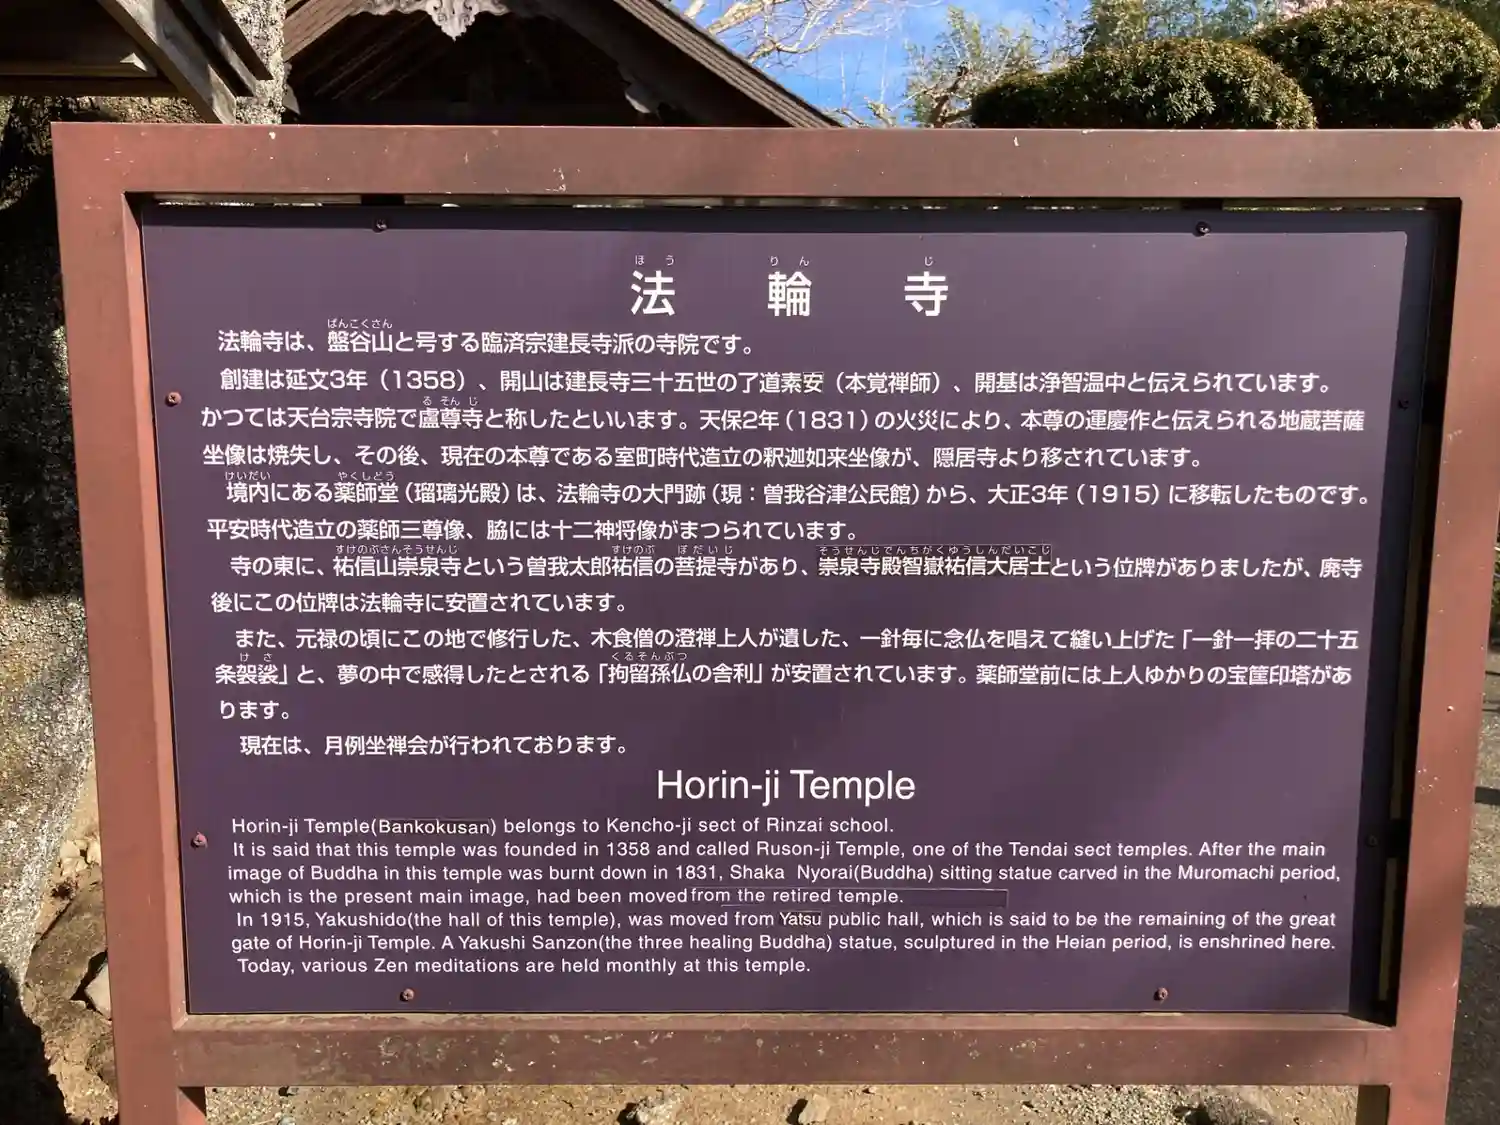 ほう りん じ
法輪寺
ばんこくさん
法輪寺は、盤谷山と号する臨済宗建長寺派の寺院です。
創建は延文3年（1358）、開山は建長寺三十五世の了道素安（本覚禅師）、開基は浄智温中と伝えられています。
る そん じ
かつては天台宗寺院で盧尊寺と称したといいます。天保2年（1831）の火災により、本尊の運慶作と伝えられる地蔵菩薩
坐像は焼失し、その後、現在の本尊である室町時代造立の釈迦如来坐像が、隠居寺より移されています。
けいだい やくしどう
境内にある薬師堂（瑠璃光殿）は、法輪寺の大門跡（現：曽我谷津公民館）から、大正3年（1915）に移転したものです。
平安時代造立の薬師三尊像、脇には十二神将像がまつられています。
すけのぶさんそうせんじ すけのぶ ぼだいじ そうせんじでんちがくゆうしんだいこじ
寺の東に、祐信山崇泉寺という曽我太郎祐信の菩提寺があり、崇泉寺殿智嶽祐信大居士という位牌がありましたが、廃寺
後にこの位牌は法輪寺に安置されています。
また、元禄の頃にこの地で修行した、木食僧の澄禅上人が遺した、一針毎に念仏を唱えて縫い上げた「一針一拝の二十五
けさ くるそんぶつ
条袈裟」と、夢の中で感得したとされる「拘留孫仏の舎利」が安置されています。薬師堂前には上人ゆかりの宝篋印塔があ
ります。
現在は、月例坐禅会が行われております。
Horin-ji Temple
Horin-ji Temple(Bankokusan) belongs to Kencho-ji sect of Rinzai school.
It is said that this temple was founded in 1358 and called Ruson-ji Temple, one of the Tendai sect temples. After the main
image of Buddha in this temple was burnt down in 1831, Shaka Nyorai(Buddha) sitting statue carved in the Muromachi period,
which is the present main image, had been moved from the retired temple.
In 1915, Yakushido(the hall of this temple), was moved from Yatsu public hall, which is said to be the remaining of the great
gate of Horin-ji Temple. A Yakushi Sanzon(the three healing Buddha) statue, sculptured in the Heian period, is enshrined here.
Today, various Zen meditations are held monthly at this temple.